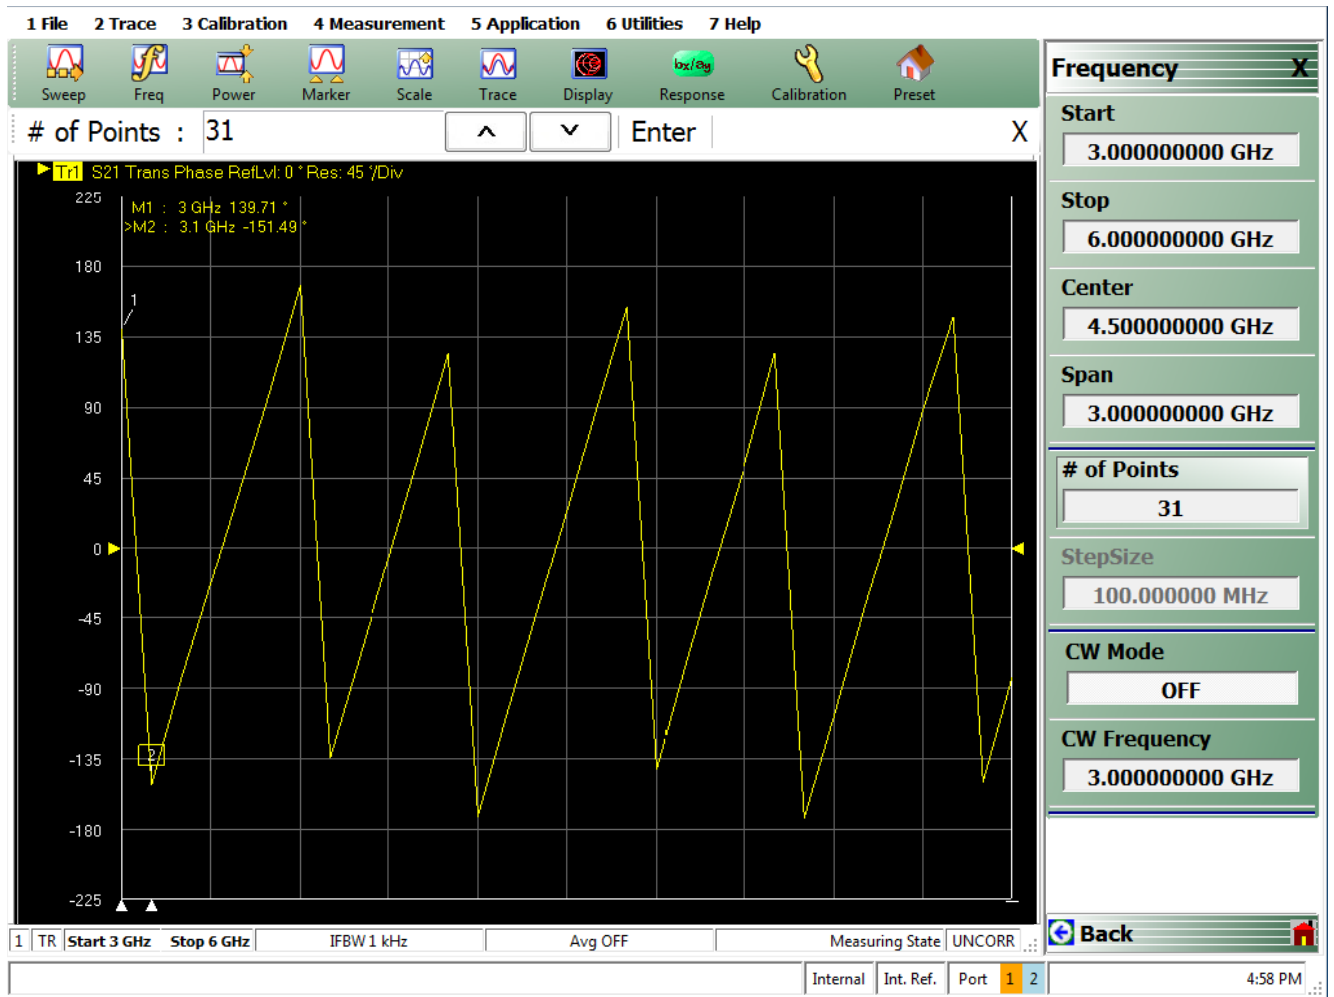 1 File 2 Trace 3 Calibration 4 Measurement 5 Application 6 Utilities 7 Help
Sweep Freq Power Marker Scale Trace Display Response Calibration Preset
bx/ay
# of Points : 31 Enter X
Tr1 S21 Trans Phase RefLvl: 0 ° Res: 45 °/Div
M1 : 3 GHz 139.71 °
>M2 : 3.1 GHz -151.49 °
225
180
135
90
45
0
-45
-90
-135
-180
-225
1
2
1 TR Start 3 GHz Stop 6 GHz IFBW 1 kHz Avg OFF Measuring State UNCORR
Internal Int. Ref. Port 1 2 4:58 PM
Frequency X
Start
3.000000000 GHz
Stop
6.000000000 GHz
Center
4.500000000 GHz
Span
3.000000000 GHz
# of Points
31
StepSize
100.000000 MHz
CW Mode
OFF
CW Frequency
3.000000000 GHz
Back